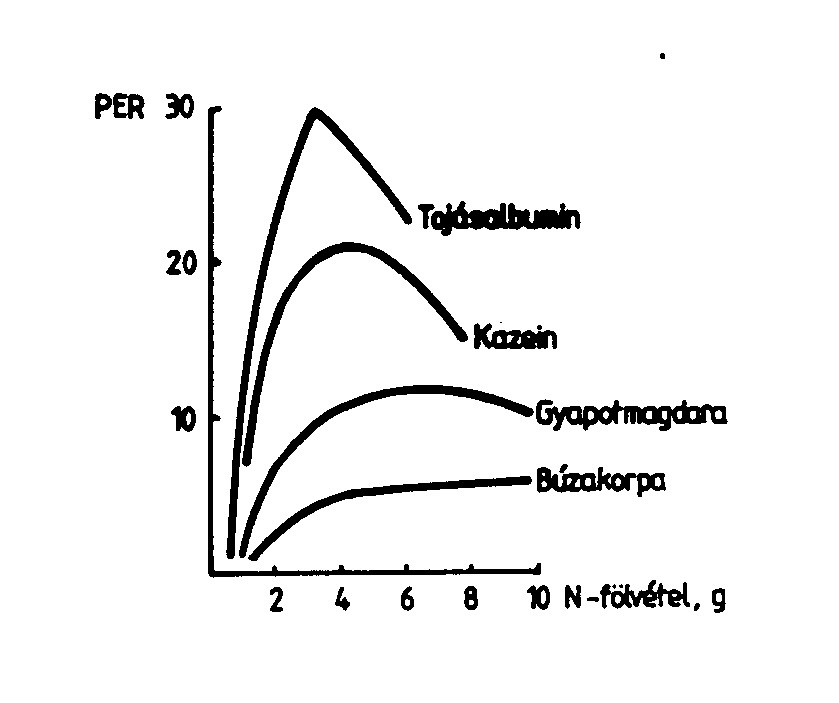 PER 30
Tojásalbumin
20
Kazein
10
Gyapotmagdara
Búzakorpa
2 4 6 8 10 N-fölvétel, g